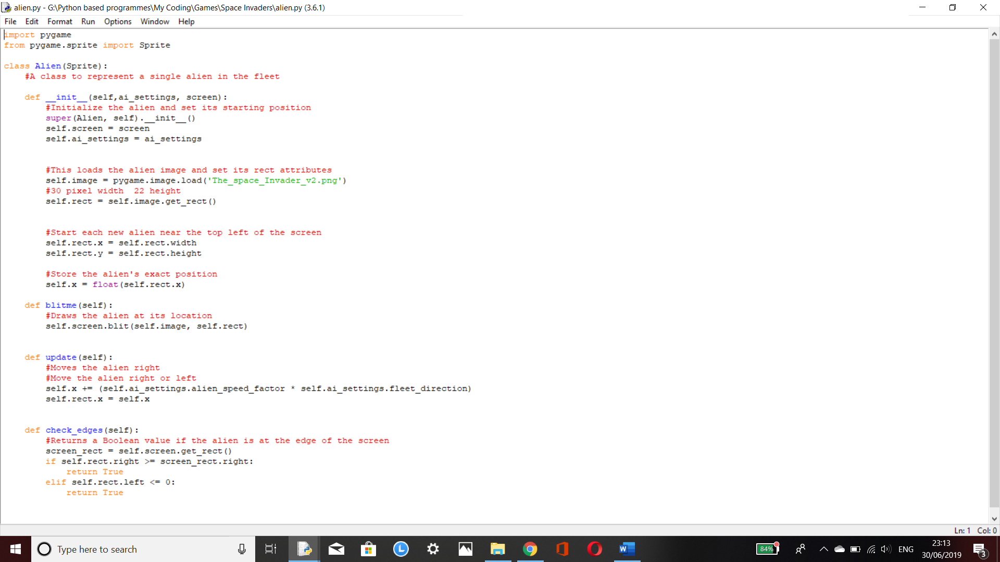 alien.py - G:\Python based programmes\My Coding\Games\Space Invaders\alien.py (3.6.1)
File Edit Format Run Options Window Help
import pygame
from pygame.sprite import Sprite
class Alien(Sprite):
    #A class to represent a single alien in the fleet
    def __init__(self,ai_settings, screen):
        #Initialize the alien and set its starting position
        super(Alien, self).__init__()
        self.screen = screen
        self.ai_settings = ai_settings
        #This loads the alien image and set its rect attributes
        self.image = pygame.image.load('The_space_Invader_v2.png')
        #30 pixel width  22 height
        self.rect = self.image.get_rect()
        #Start each new alien near the top left of the screen
        self.rect.x = self.rect.width
        self.rect.y = self.rect.height
        #Store the alien's exact position
        self.x = float(self.rect.x)
    def blitme(self):
        #Draws the alien at its location
        self.screen.blit(self.image, self.rect)
    def update(self):
        #Moves the alien right
        #Move the alien right or left
        self.x += (self.ai_settings.alien_speed_factor * self.ai_settings.fleet_direction)
        self.rect.x = self.x
    def check_edges(self):
        #Returns a Boolean value if the alien is at the edge of the screen
        screen_rect = self.screen.get_rect()
        if self.rect.right >= screen_rect.right:
            return True
        elif self.rect.left <= 0:
            return True
Ln: 1 Col: 0
Type here to search
84%
ENG
23:13
30/06/2019
3